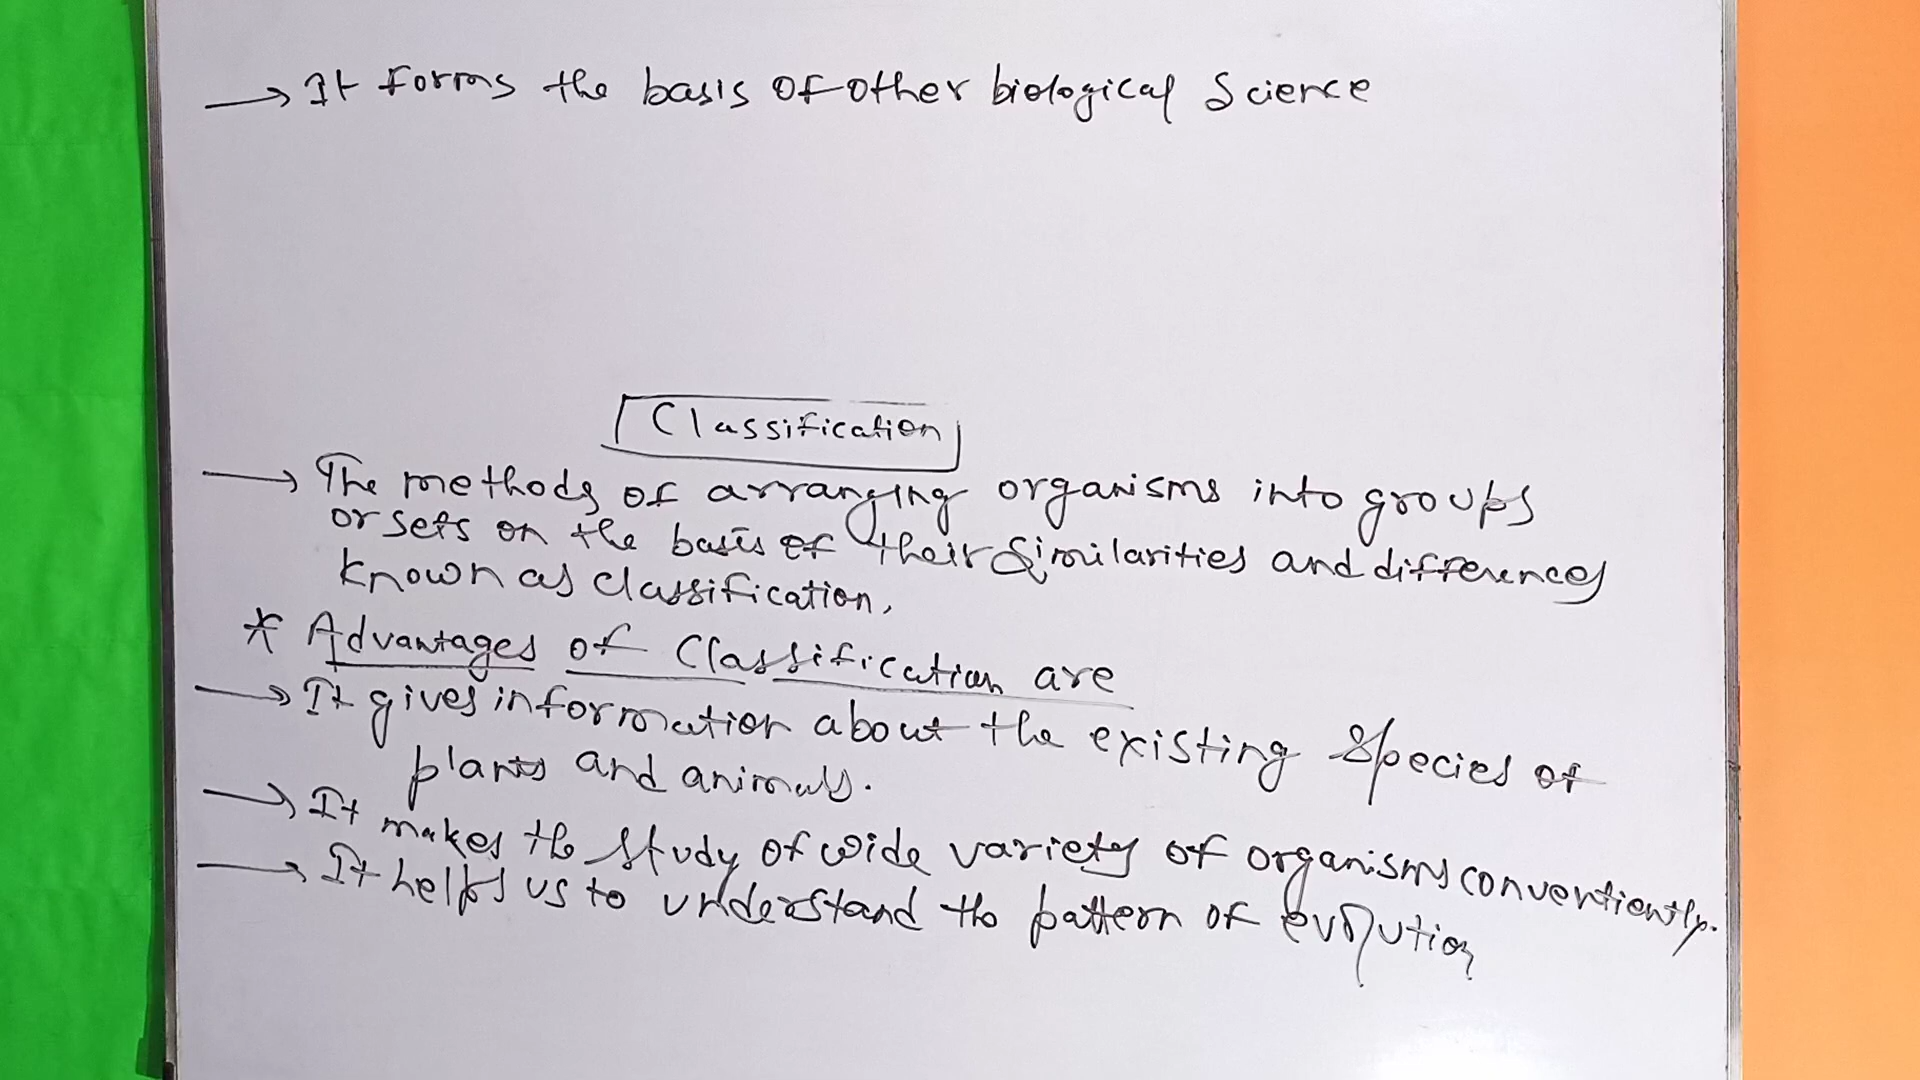 → It forms the basis of other biological Science
Classification
→ The methods of arranging organisms into groups
or sets on the basis of their Similarities and differences
known as classification.
* Advantages of Classification are
→ It gives information about the existing Species of
plants and animals.
→ It makes the study of wide variety of organisms conventiently.
→ It helps us to understand the pattern of evolution